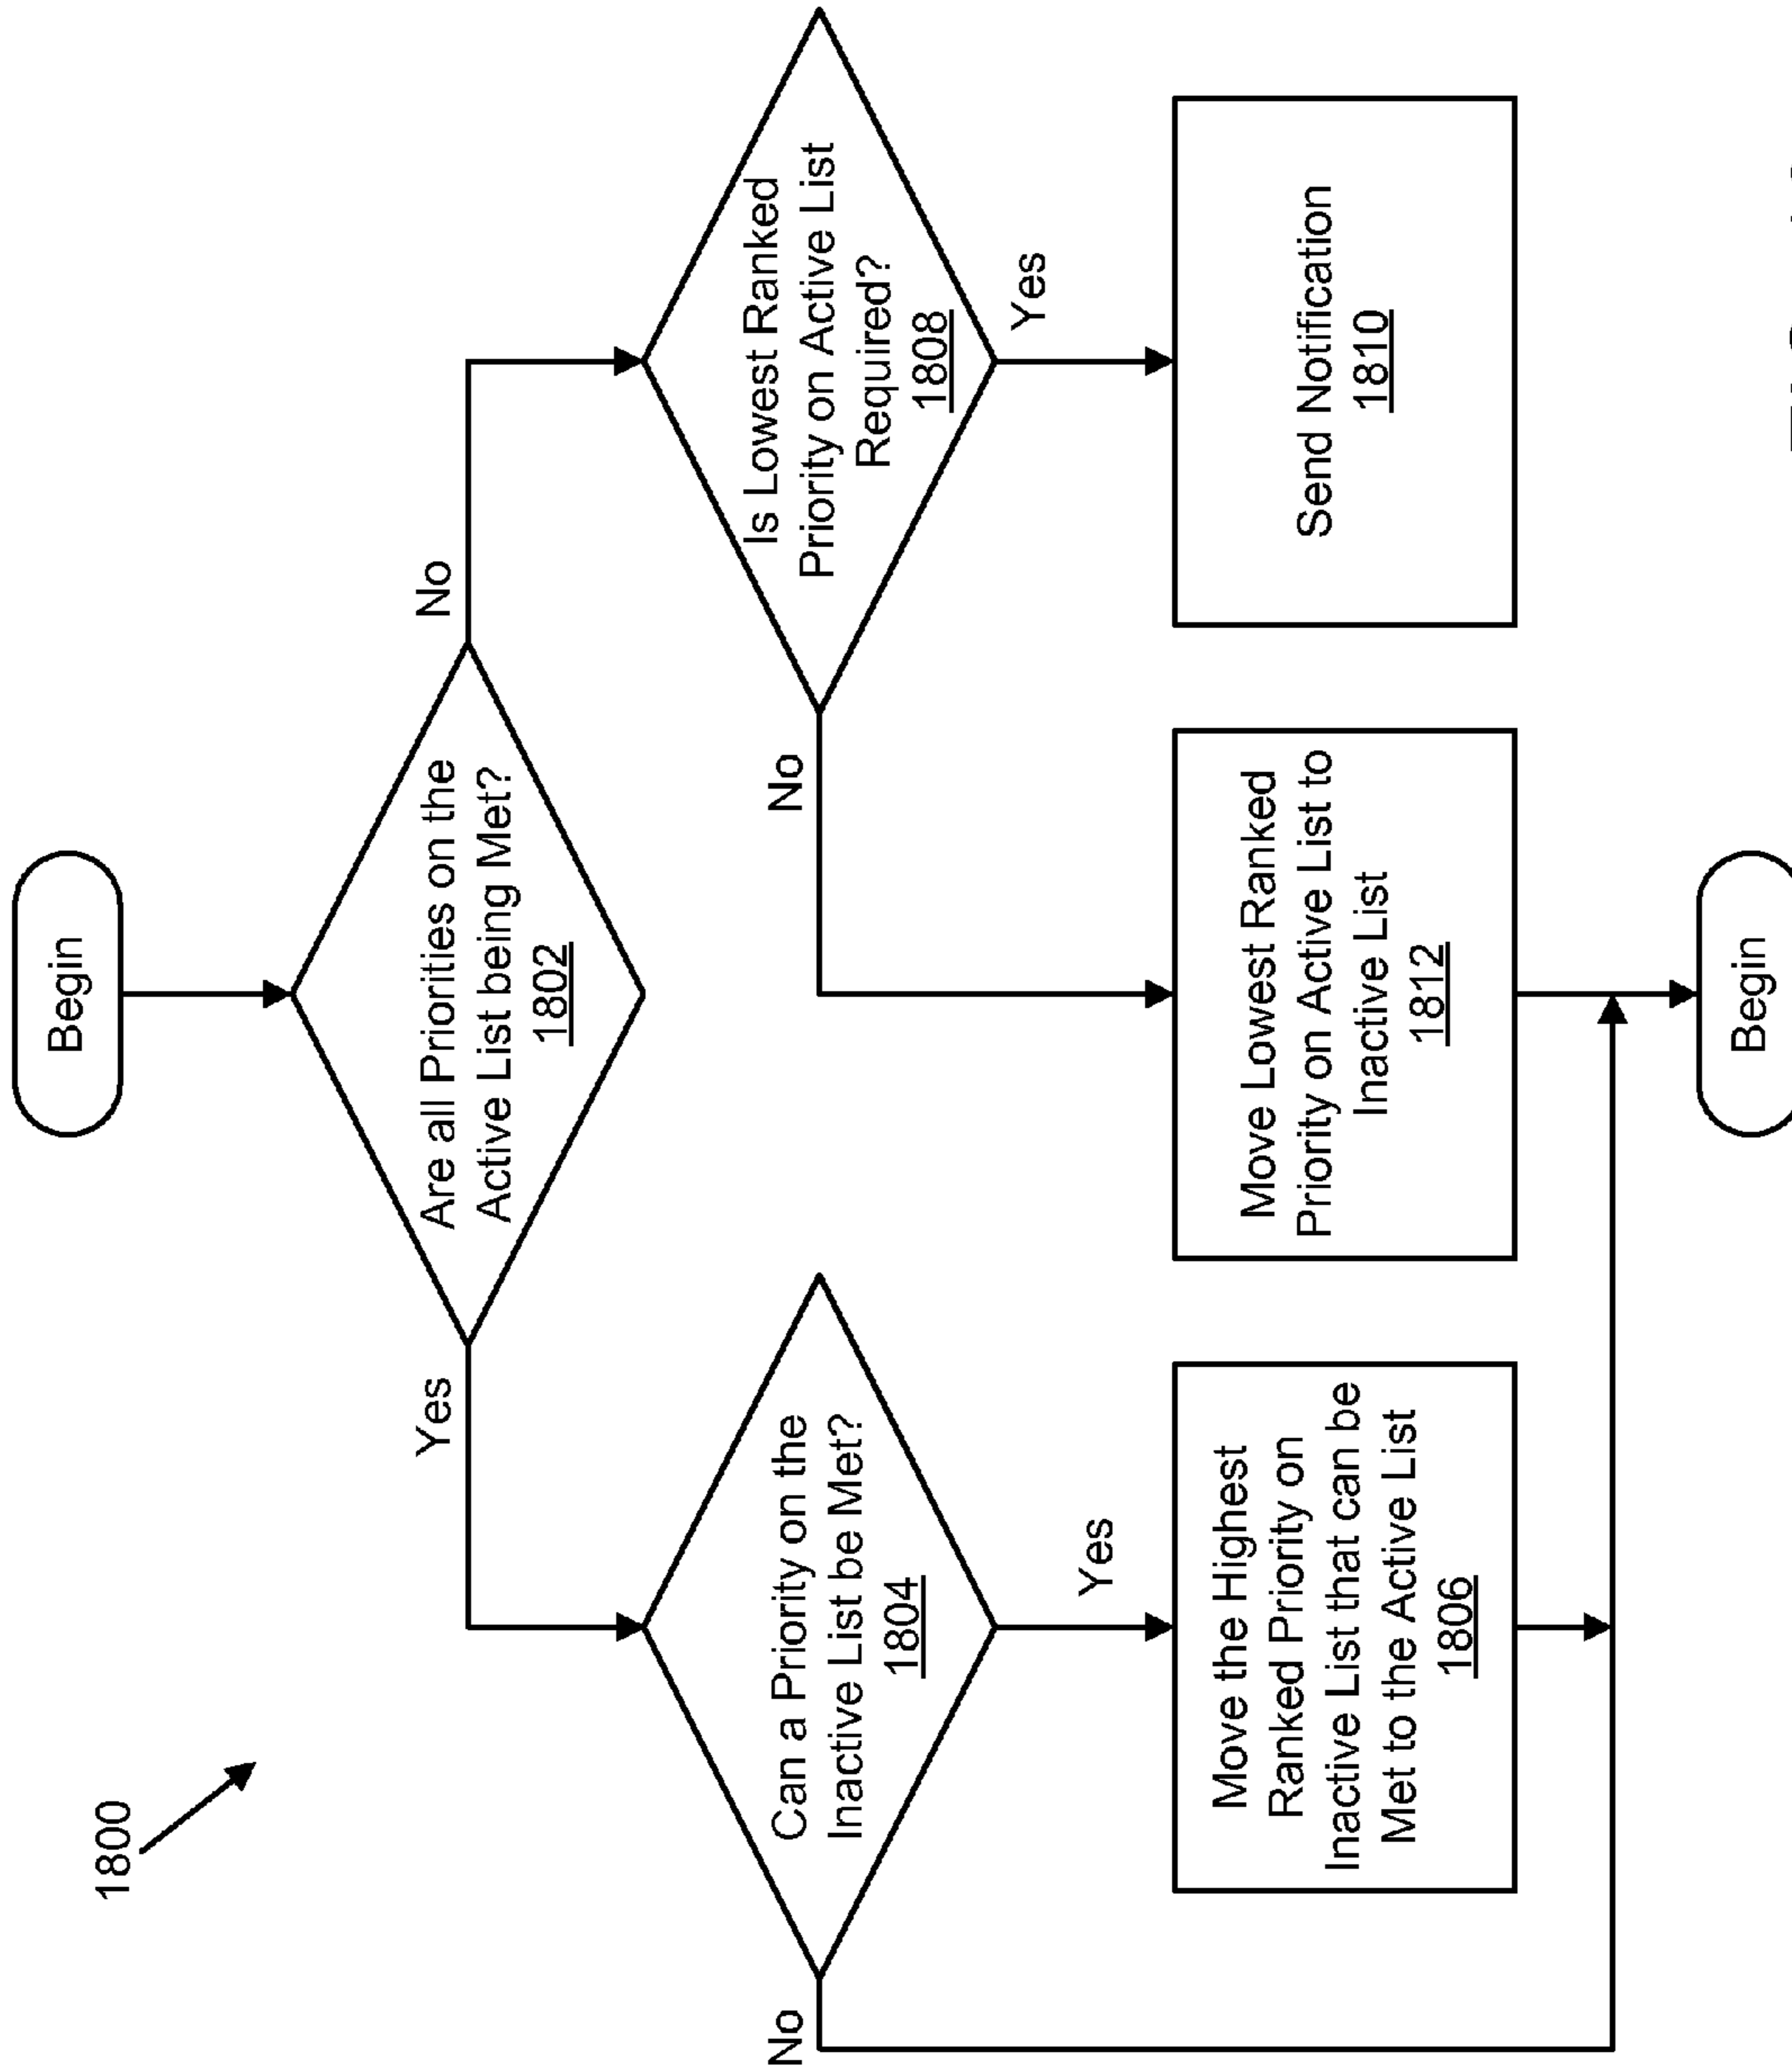 1800
Begin
Are all Priorities on the
Active List being Met?
1802
Yes
No
Can a Priority on the
Inactive List be Met?
1804
No
Yes
Is Lowest Ranked
Priority on Active List
Required?
1808
No
Yes
Move the Highest
Ranked Priority on
Inactive List that can be
Met to the Active List
1806
Move Lowest Ranked
Priority on Active List to
Inactive List
1812
Send Notification
1810
Begin